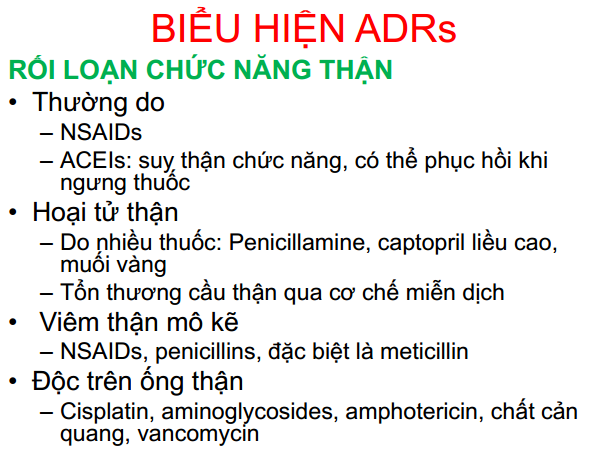 BIỂU HIỆN ADRs
RỐI LOẠN CHỨC NĂNG THẬN
• Thường do
– NSAIDs
– ACEIs: suy thận chức năng, có thể phục hồi khi
ngưng thuốc
• Hoại tử thận
– Do nhiều thuốc: Penicillamine, captopril liều cao,
muối vàng
– Tổn thương cầu thận qua cơ chế miễn dịch
• Viêm thận mô kẽ
– NSAIDs, penicillins, đặc biệt là meticillin
• Độc trên ống thận
– Cisplatin, aminoglycosides, amphotericin, chất cản
quang, vancomycin